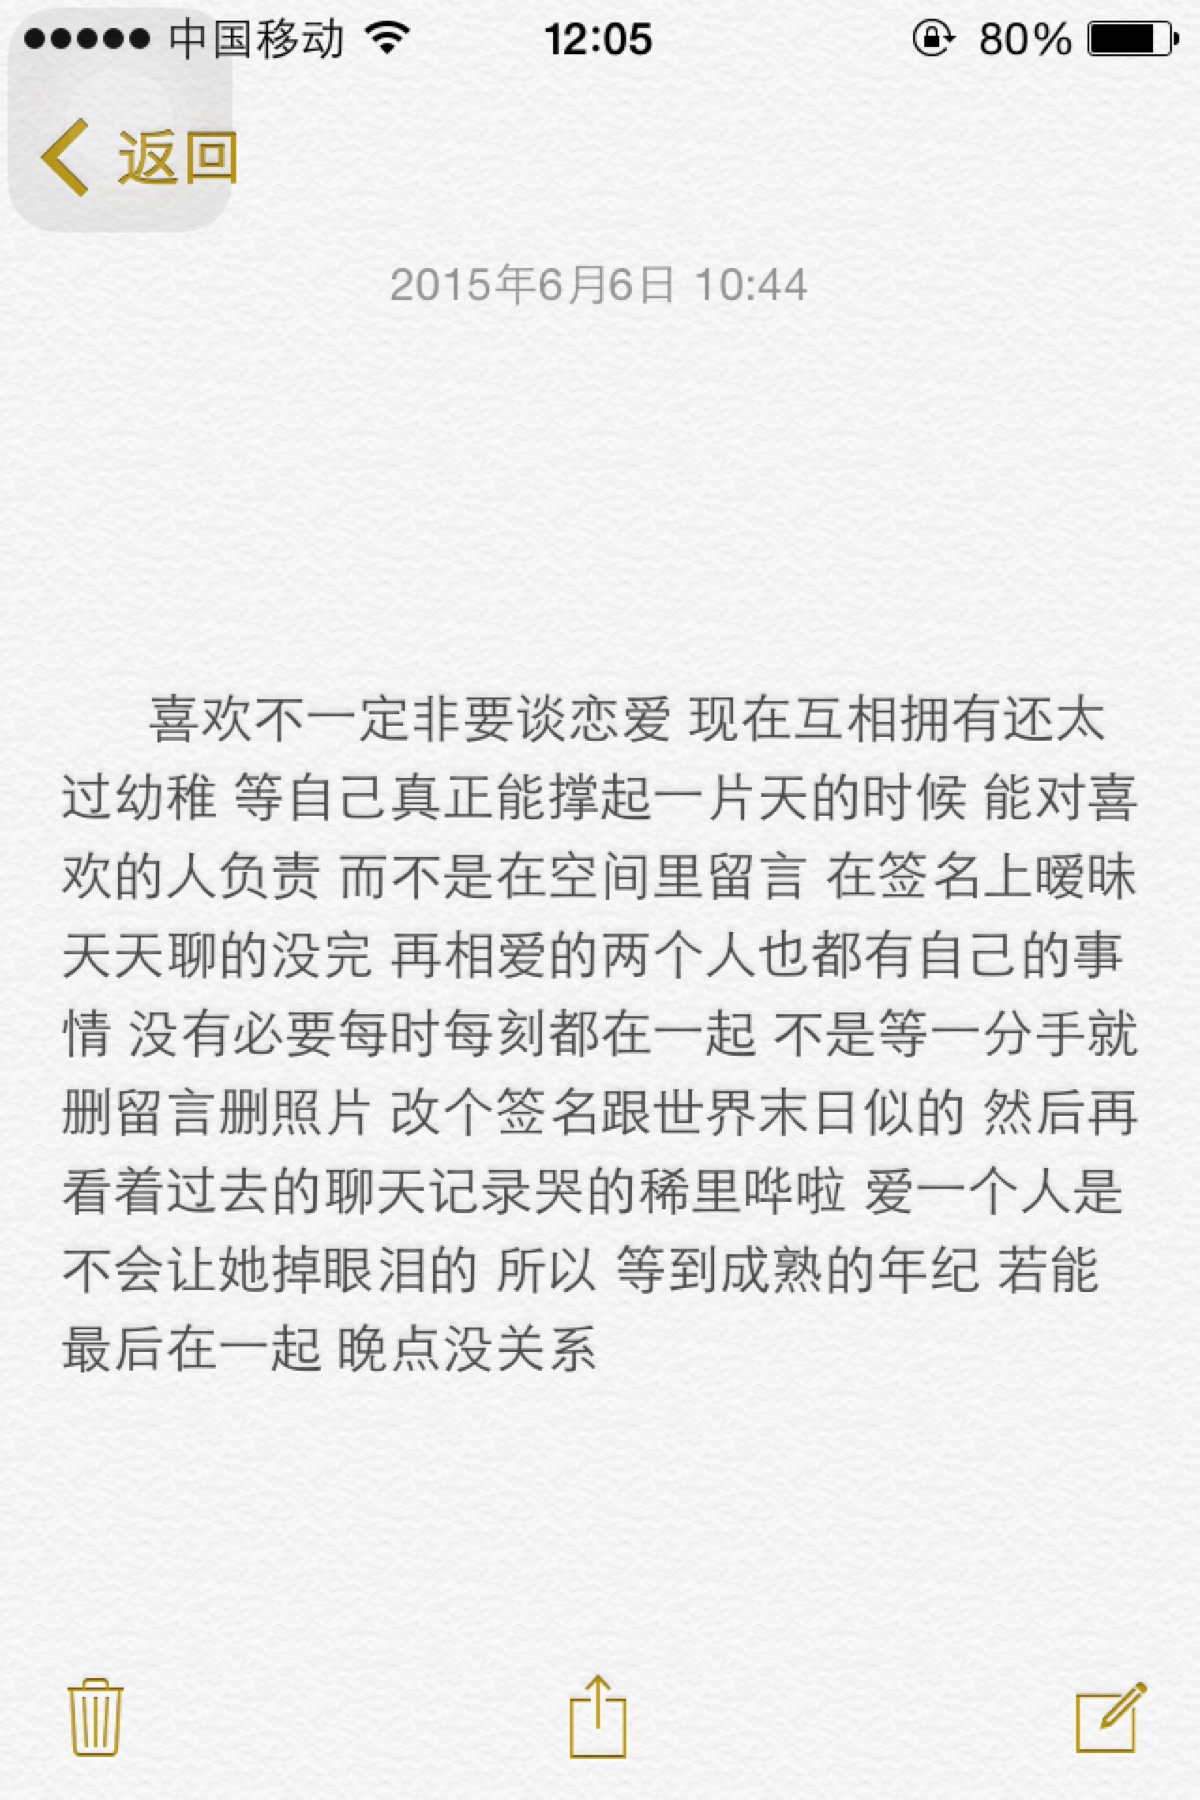 中国移动 12:05 80%
返回
2015年6月6日 10:44
喜欢不一定非要谈恋爱 现在互相拥有还太
过幼稚 等自己真正能撑起一片天的时候 能对喜
欢的人负责 而不是在空间里留言 在签名上暧昧
天天聊的没完 再相爱的两个人也都有自己的事
情 没有必要每时每刻都在一起 不是等一分手就
删留言删照片 改个签名跟世界末日似的 然后再
看着过去的聊天记录哭的稀里哗啦 爱一个人是
不会让她掉眼泪的 所以 等到成熟的年纪 若能
最后在一起 晚点没关系